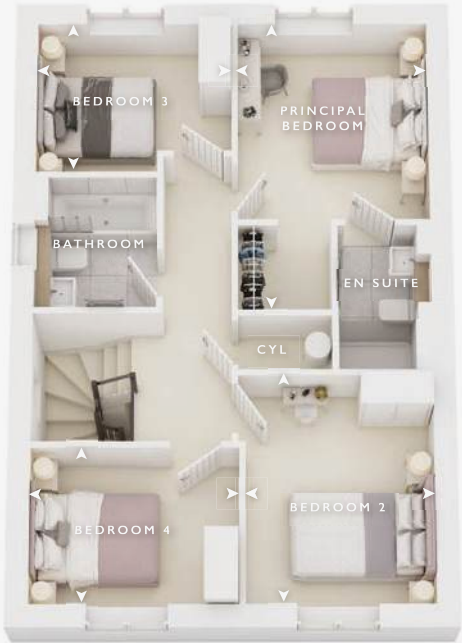 BEDROOM 3
PRINCIPAL
BEDROOM
BATHROOM
EN SUITE
CYL
BEDROOM 2
BEDROOM 4